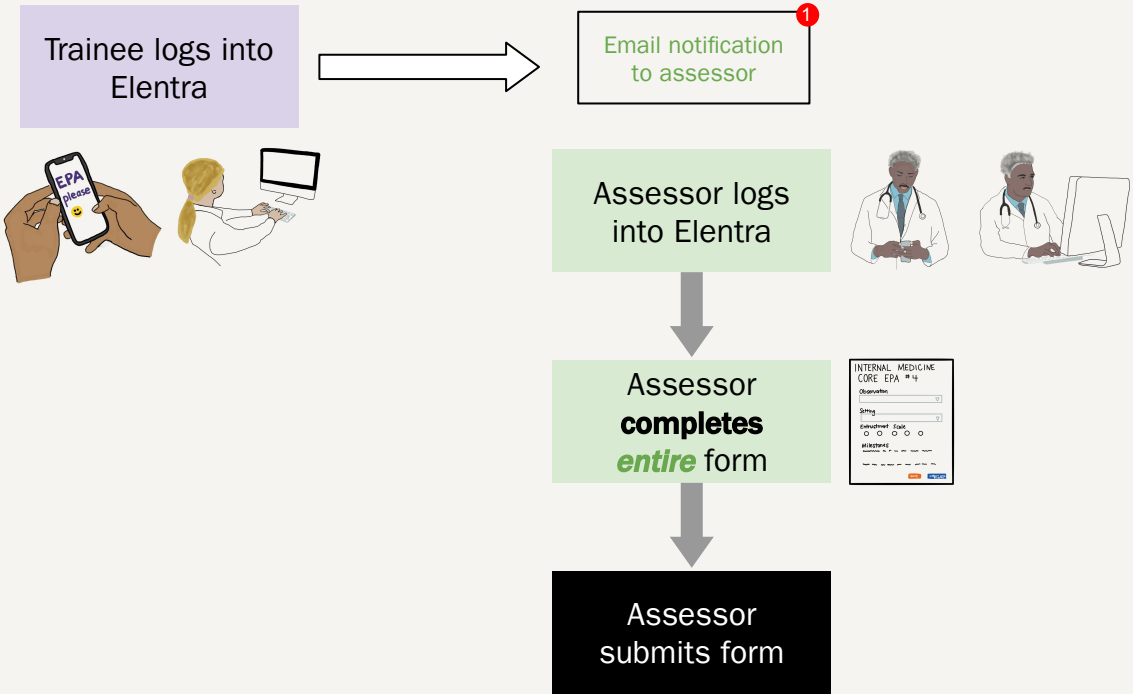 Trainee logs into
Elentra
1
Email notification
to assessor
EPA
please
Assessor logs
into Elentra
Assessor
completes
entire form
INTERNAL MEDICINE
CORE EPA #4
Observation
Setting
Entrustment Scale
Milestones
Assessor
submits form